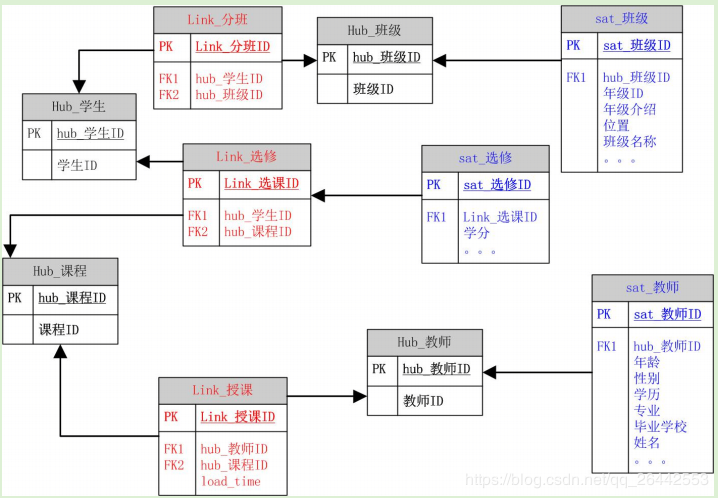 Link_分班
PK Link_分班ID
FK1 hub_学生ID
FK2 hub_班级ID
Hub_班级
PK hub_班级ID
班级ID
sat_班级
PK sat_班级ID
FK1 hub_班级ID
年级ID
年级介绍
位置
班级名称
。。。
Hub_学生
PK hub_学生ID
学生ID
Link_选修
PK Link_选课ID
FK1 hub_学生ID
FK2 hub_课程ID
sat_选修
PK sat_选修ID
FK1 Link_选课ID
学分
。。。
Hub_课程
PK hub_课程ID
课程ID
Hub_教师
PK hub_教师ID
教师ID
sat_教师
PK sat_教师ID
FK1 hub_教师ID
年龄
性别
学历
专业
毕业学校
姓名
。。。
Link_授课
PK Link_授课ID
FK1 hub_教师ID
FK2 hub_课程ID
load_time
https://blog.csdn.net/qq_26442553